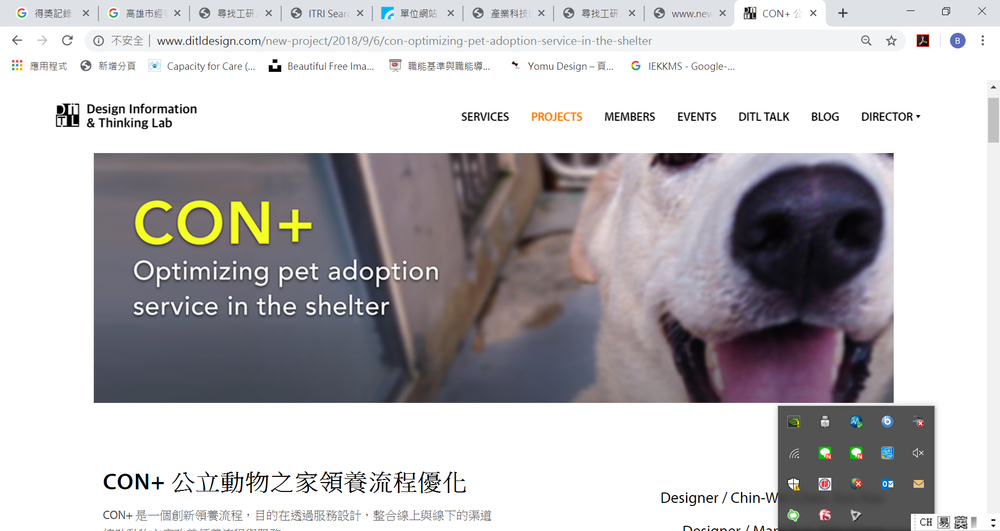 得獎記錄
高雄市經
尋找工研
ITRI Sear
單位網站
產業科技
尋找工研
www.new
CON+ 公
不安全 www.ditldesign.com/new-project/2018/9/6/con-optimizing-pet-adoption-service-in-the-shelter
B
應用程式
新增分頁
Capacity for Care (...
Beautiful Free Ima...
職能基準與職能導...
Yomu Design – 頁...
IEKKMS - Google-...
DiTL
Design Information
& Thinking Lab
SERVICES
PROJECTS
MEMBERS
EVENTS
DITL TALK
BLOG
DIRECTOR
CON+
Optimizing pet adoption
service in the shelter
CON+ 公立動物之家領養流程優化
CON+ 是一個創新領養流程，目的在透過服務設計，整合線上與線下的渠道
Designer / Chin-W
Designer / Mar
CH 易 英